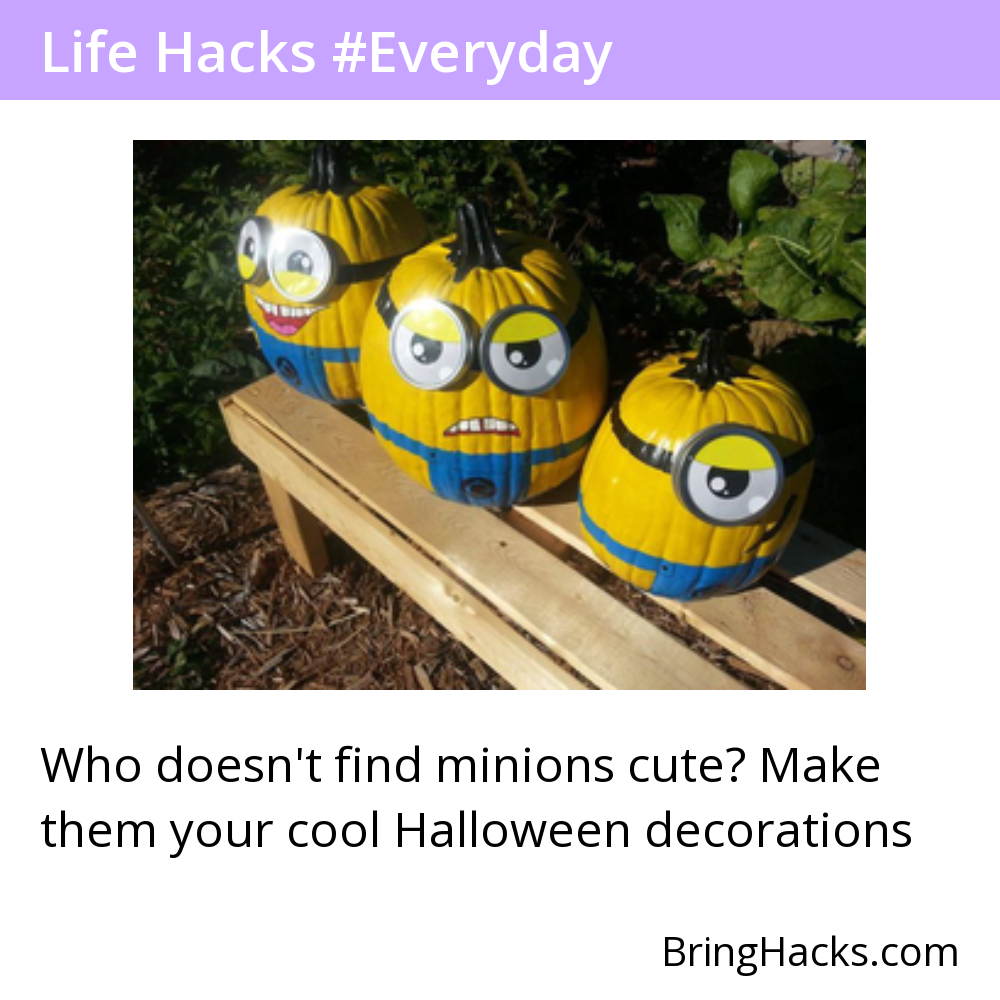 Life Hacks #Everyday
Who doesn't find minions cute? Make
them your cool Halloween decorations
BringHacks.com